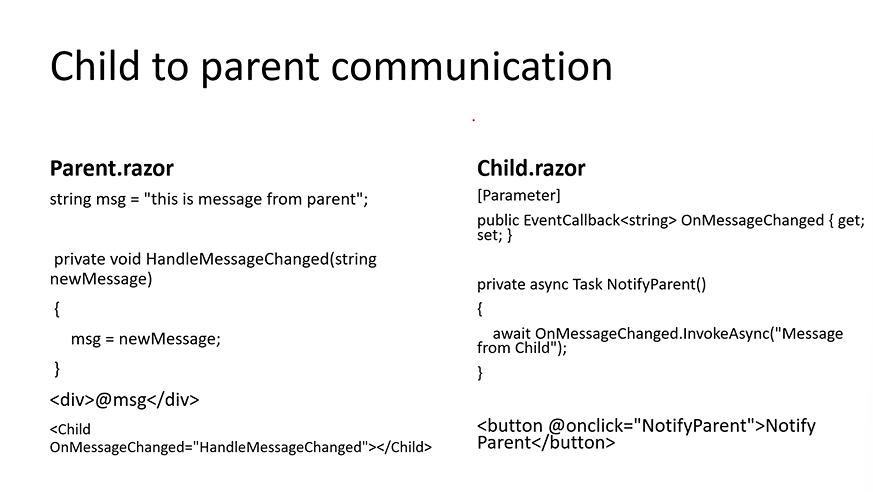 Child to parent communication
Parent.razor
string msg = "this is message from parent";
private void HandleMessageChanged(string
newMessage)
{
msg = newMessage;
}
<div>@msg</div>
<Child
OnMessageChanged="HandleMessageChanged"></Child>
Child.razor
[Parameter]
public EventCallback<string> OnMessageChanged { get;
set; }
private async Task NotifyParent()
{
await OnMessageChanged.InvokeAsync("Message
from Child");
}
<button @onclick="NotifyParent">Notify
Parent</button>